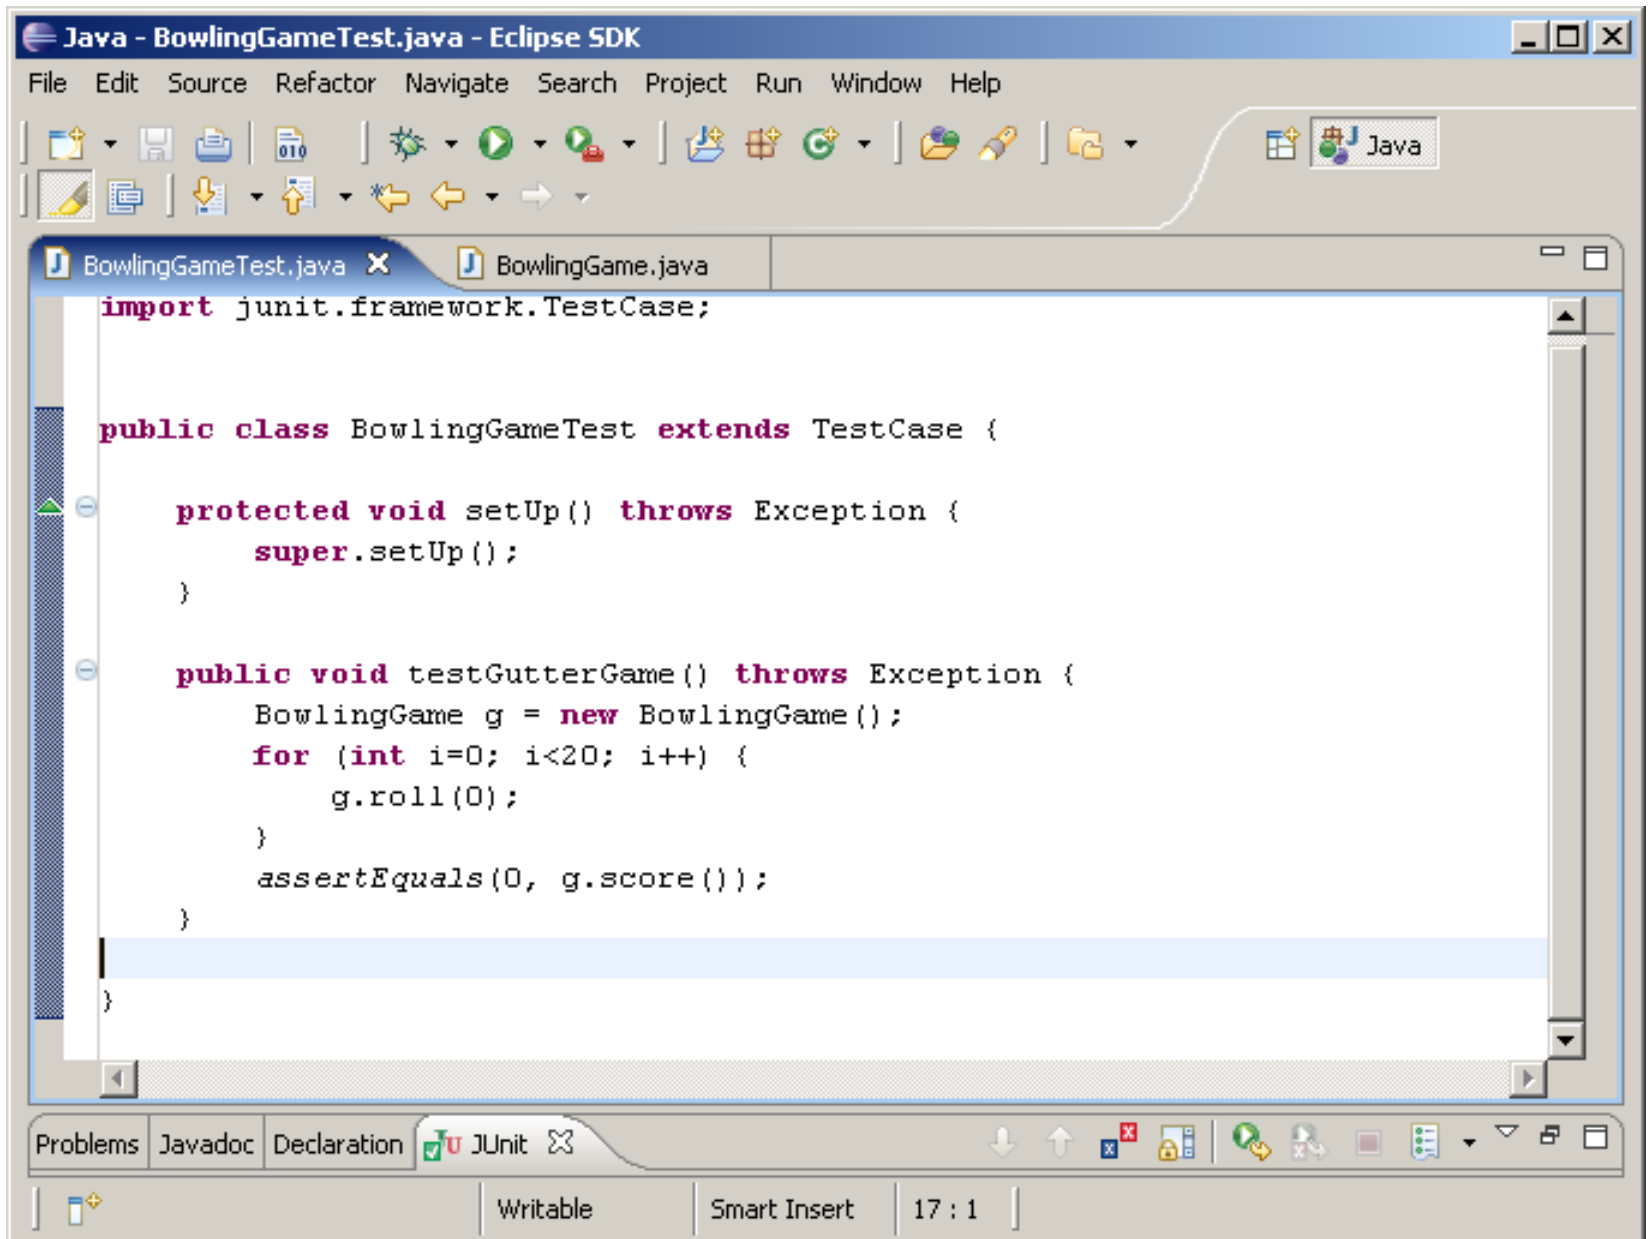 Java - BowlingGameTest.java - Eclipse SDK
File Edit Source Refactor Navigate Search Project Run Window Help
010
Java
BowlingGameTest.java BowlingGame.java
import junit.framework.TestCase;
public class BowlingGameTest extends TestCase {
protected void setUp() throws Exception {
super.setUp();
}
public void testGutterGame() throws Exception {
BowlingGame g = new BowlingGame();
for (int i=0; i<20; i++) {
g.roll(0);
}
assertEquals(0, g.score());
}
}
Problems Javadoc Declaration JUnit
Writable Smart Insert 17 : 1